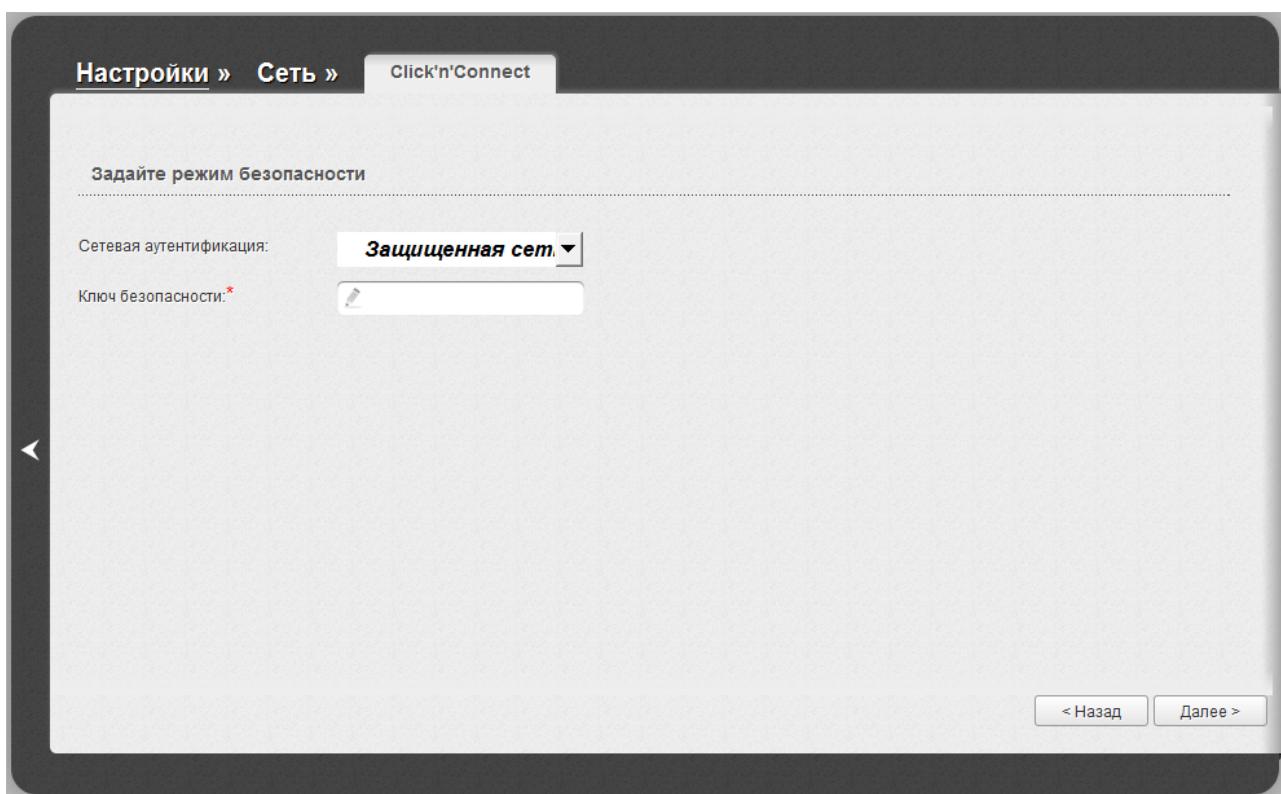 Настройки » Сеть » Click'n'Connect
Задайте режим безопасности
Сетевая аутентификация: Защищенная сет
Ключ безопасности:*
< Назад Далее >